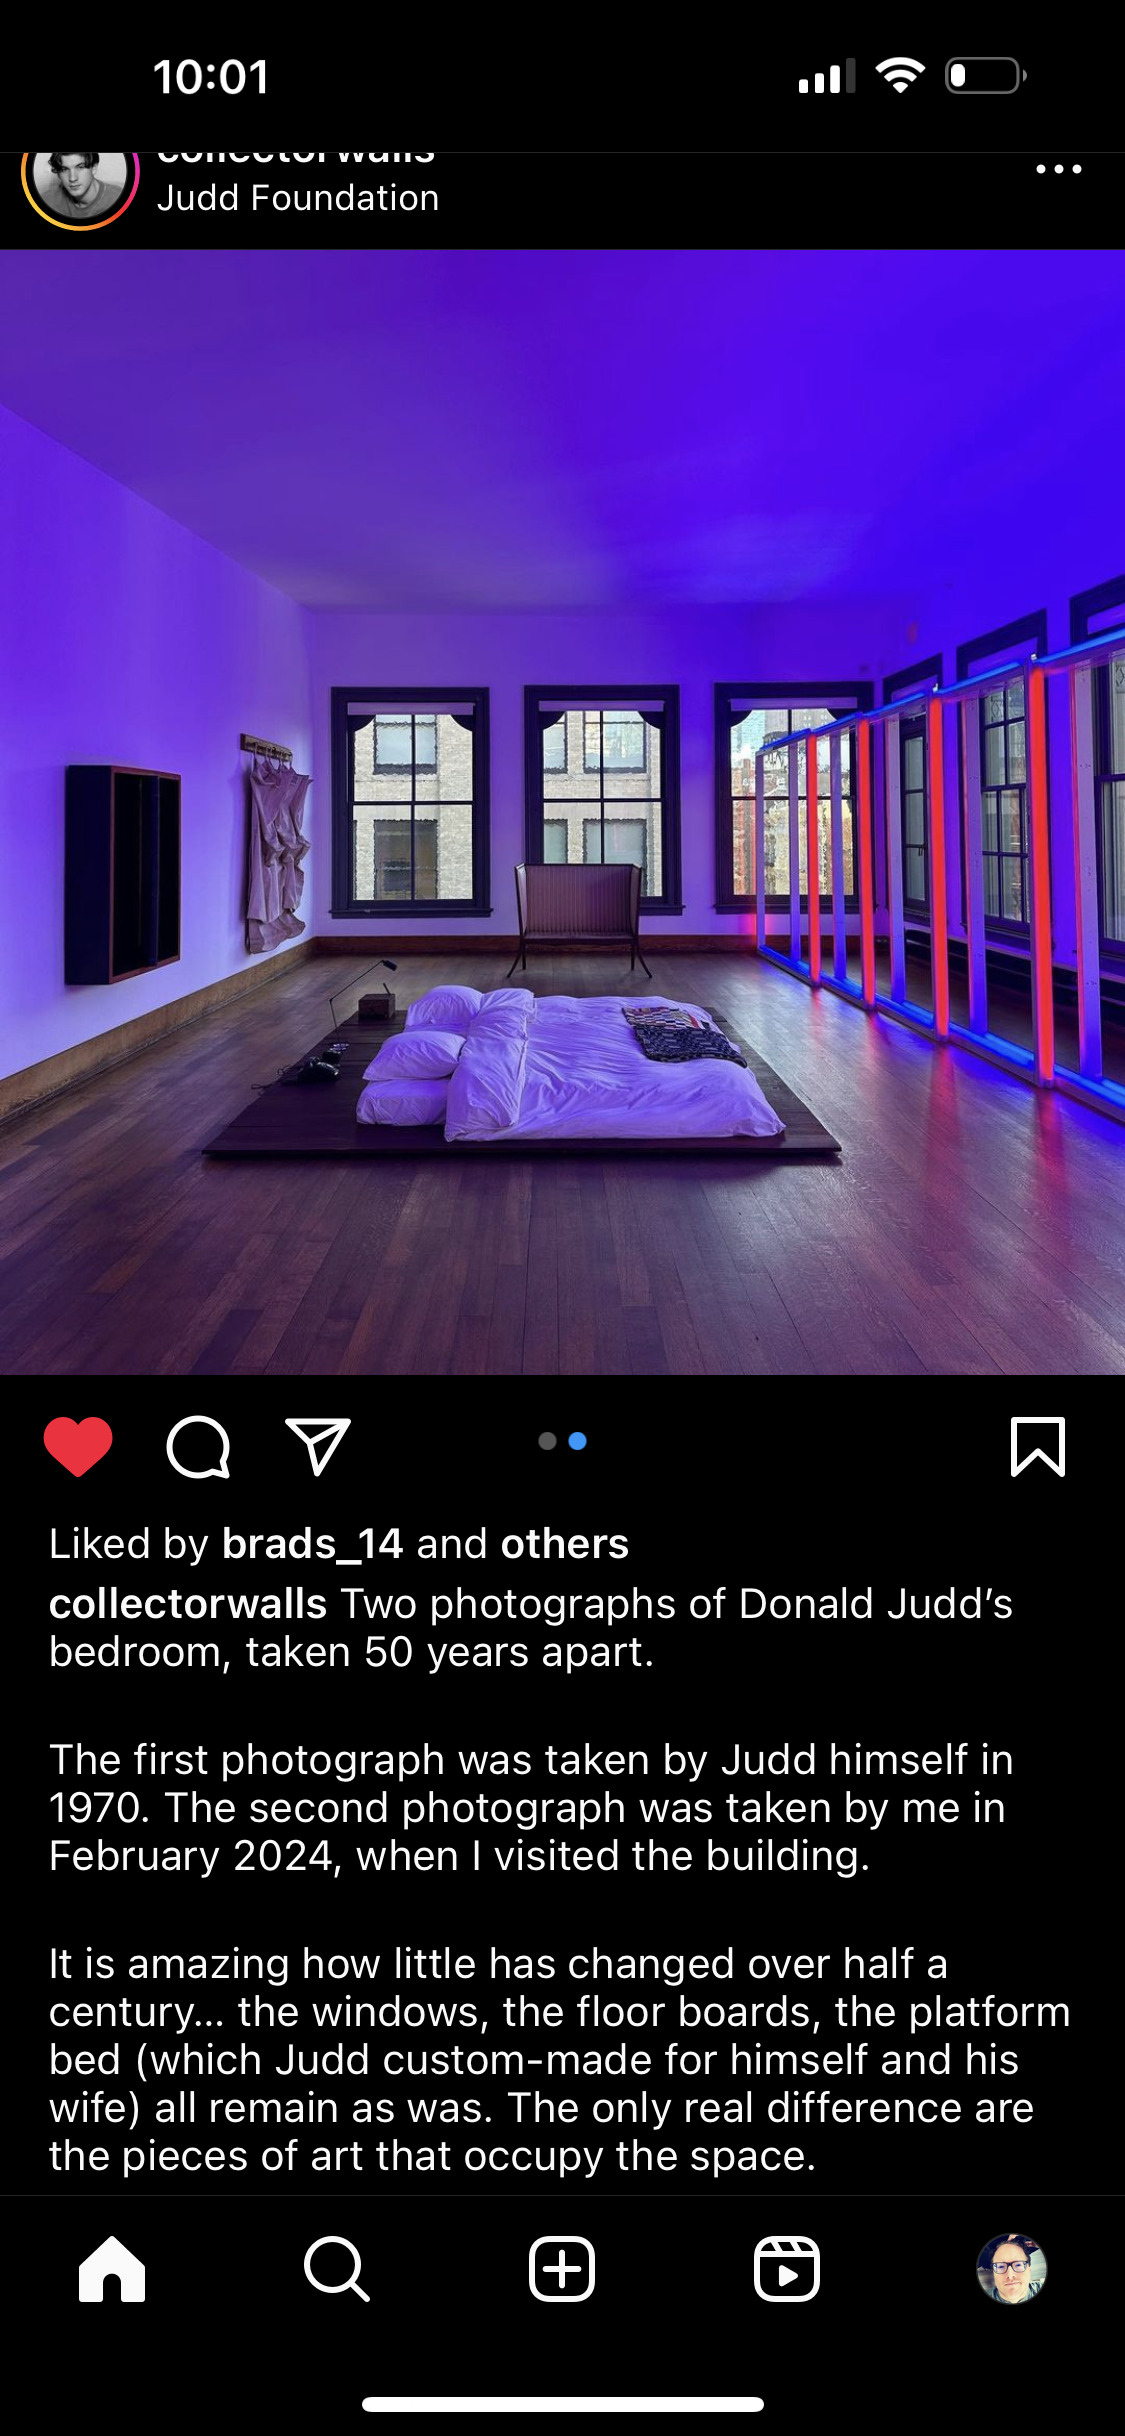 10:01
collectorwalls
Judd Foundation
Liked by brads_14 and others
collectorwalls Two photographs of Donald Judd’s
bedroom, taken 50 years apart.
The first photograph was taken by Judd himself in
1970. The second photograph was taken by me in
February 2024, when I visited the building.
It is amazing how little has changed over half a
century... the windows, the floor boards, the platform
bed (which Judd custom-made for himself and his
wife) all remain as was. The only real difference are
the pieces of art that occupy the space.